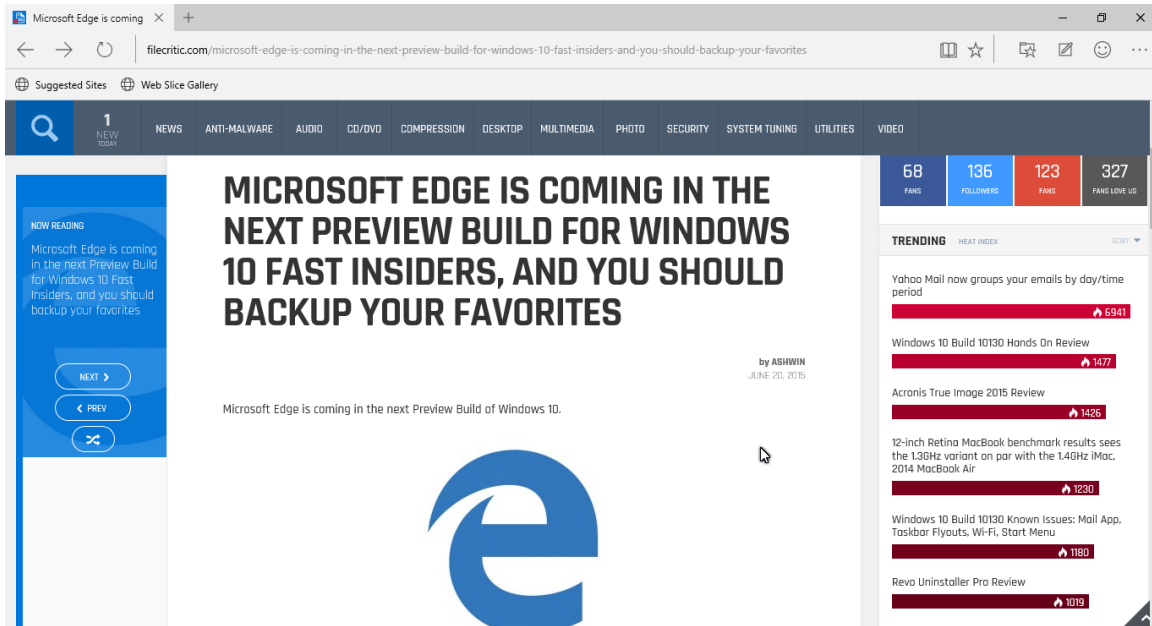 Microsoft Edge is coming
filecritic.com/microsoft-edge-is-coming-in-the-next-preview-build-for-windows-10-fast-insiders-and-you-should-backup-your-favorites
Suggested Sites Web Slice Gallery
1
NEW
TODAY
NEWS ANTI-MALWARE AUDIO CD/DVD COMPRESSION DESKTOP MULTIMEDIA PHOTO SECURITY SYSTEM TUNING UTILITIES VIDEO
NOW READING
Microsoft Edge is coming
in the next Preview Build
for Windows 10 Fast
Insiders, and you should
backup your favorites
NEXT
PREV
MICROSOFT EDGE IS COMING IN THE
NEXT PREVIEW BUILD FOR WINDOWS
10 FAST INSIDERS, AND YOU SHOULD
BACKUP YOUR FAVORITES
by ASHWIN
JUNE 20, 2015
Microsoft Edge is coming in the next Preview Build of Windows 10.
68 136 123 327
FANS FOLLOWERS FANS FANS LOVE US
TRENDING HEAT INDEX SORT
Yahoo Mail now groups your emails by day/time
period
6941
Windows 10 Build 10130 Hands On Review
1477
Acronis True Image 2015 Review
1426
12-inch Retina MacBook benchmark results sees
the 1.3GHz variant on par with the 1.4GHz iMac,
2014 MacBook Air
1230
Windows 10 Build 10130 Known Issues: Mail App,
Taskbar Flyouts, Wi-Fi, Start Menu
1180
Revo Uninstaller Pro Review
1019